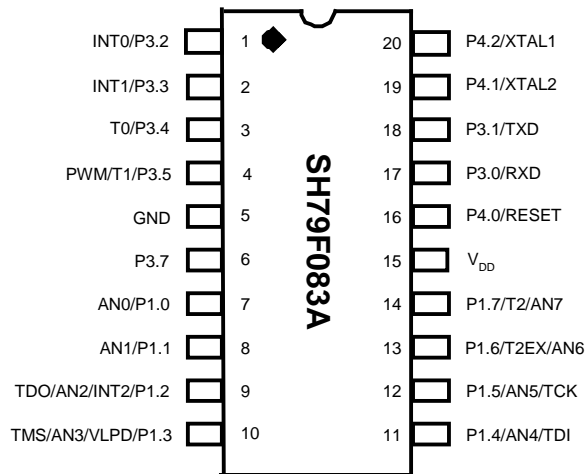 INT0/P3.2 1 20 P4.2/XTAL1
INT1/P3.3 2 19 P4.1/XTAL2
T0/P3.4 3 18 P3.1/TXD
PWM/T1/P3.5 4 17 P3.0/RXD
GND 5 16 P4.0/RESET
P3.7 6 15 VDD
AN0/P1.0 7 14 P1.7/T2/AN7
AN1/P1.1 8 13 P1.6/T2EX/AN6
TDO/AN2/INT2/P1.2 9 12 P1.5/AN5/TCK
TMS/AN3/VLPD/P1.3 10 11 P1.4/AN4/TDI
SH79F083A